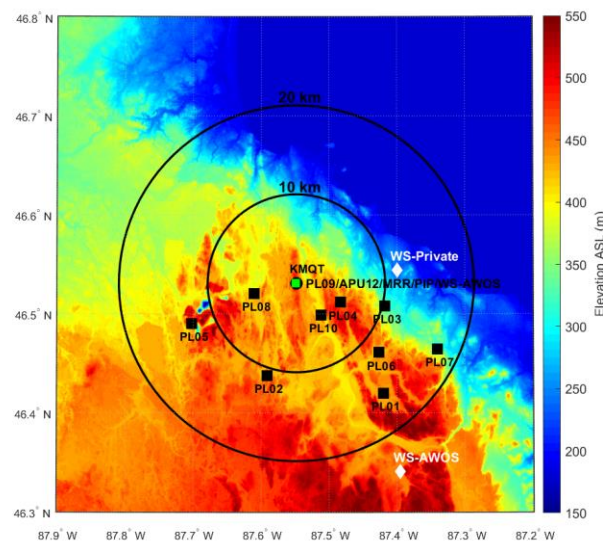 46.8° N
46.7° N
46.6° N
46.5° N
46.4° N
46.3° N
20 km
10 km
KMQT
PL09/APU12/MRR/PIP/WS-AWOS
WS-Private
PL08
PL04
PL03
PL10
PL05
PL06
PL07
PL02
PL01
WS-AWOS
87.9° W
87.8° W
87.7° W
87.6° W
87.5° W
87.4° W
87.3° W
87.2° W
550
500
450
400
350
300
250
200
150
Elevating ASL (m)